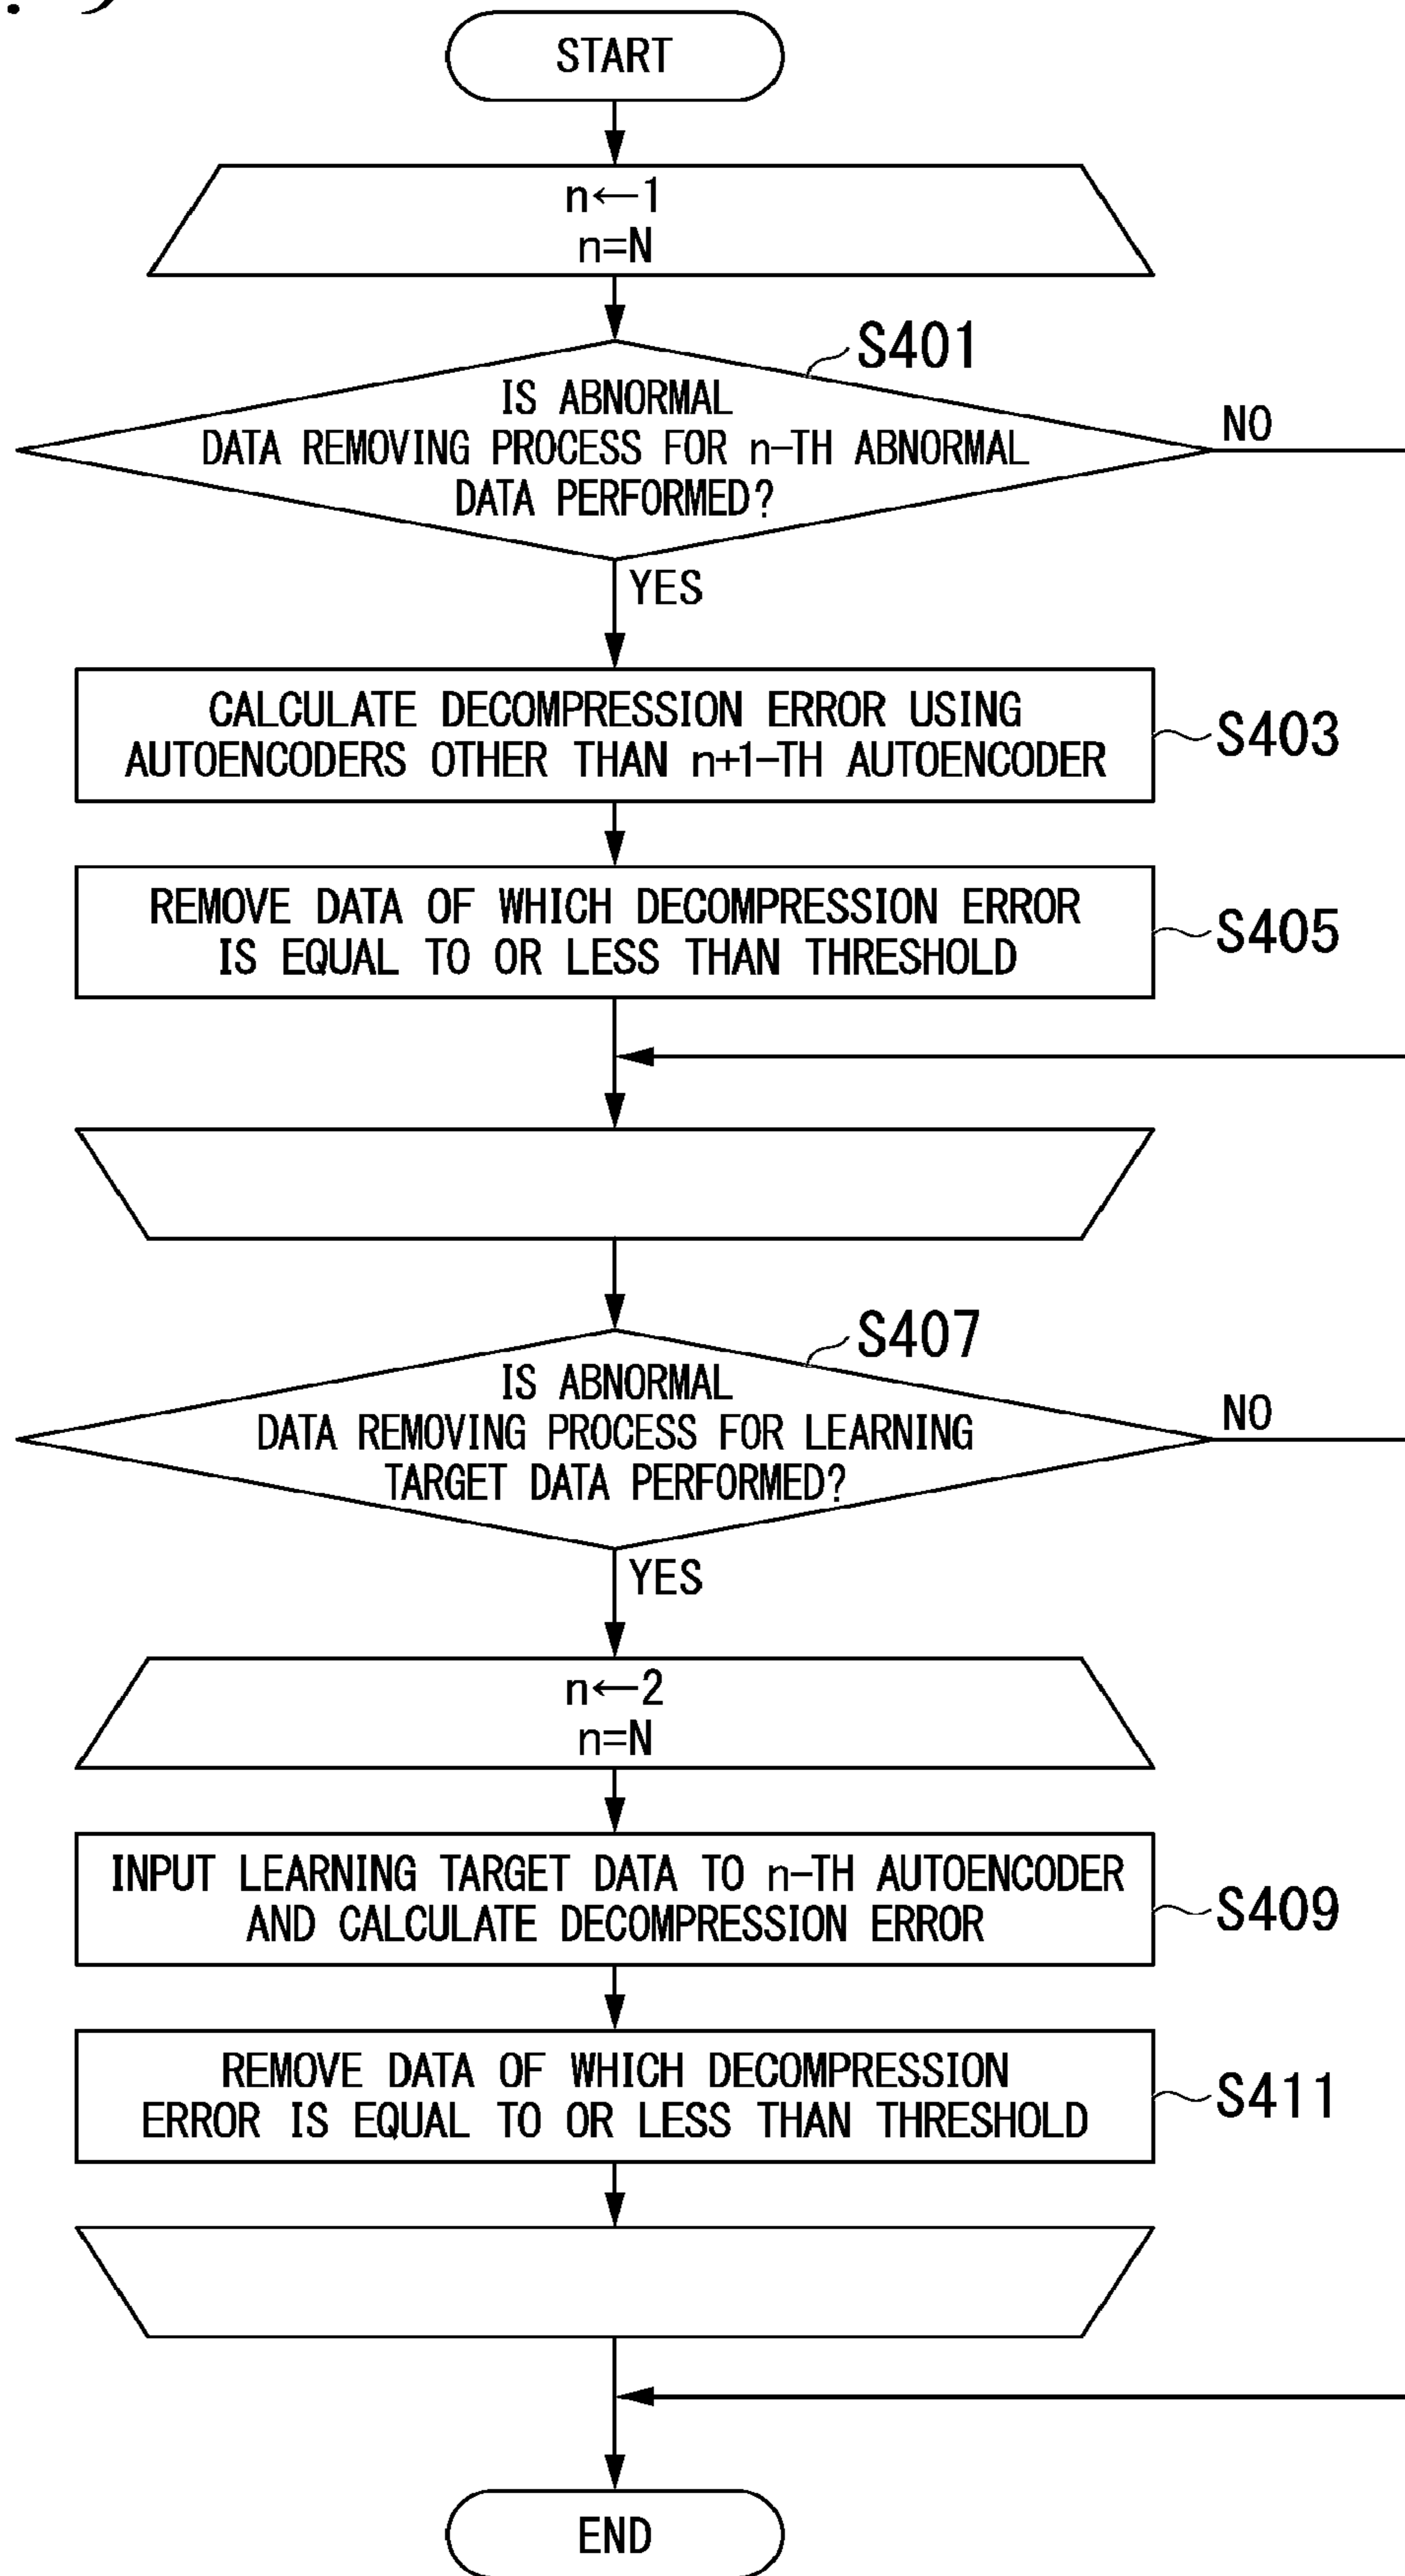 START
n←1
n=N
S401
IS ABNORMAL
DATA REMOVING PROCESS FOR n-TH ABNORMAL
DATA PERFORMED?
NO
YES
CALCULATE DECOMPRESSION ERROR USING
AUTOENCODERS OTHER THAN n+1-TH AUTOENCODER
S403
REMOVE DATA OF WHICH DECOMPRESSION ERROR
IS EQUAL TO OR LESS THAN THRESHOLD
S405
S407
IS ABNORMAL
DATA REMOVING PROCESS FOR LEARNING
TARGET DATA PERFORMED?
NO
YES
n←2
n=N
INPUT LEARNING TARGET DATA TO n-TH AUTOENCODER
AND CALCULATE DECOMPRESSION ERROR
S409
REMOVE DATA OF WHICH DECOMPRESSION
ERROR IS EQUAL TO OR LESS THAN THRESHOLD
S411
END